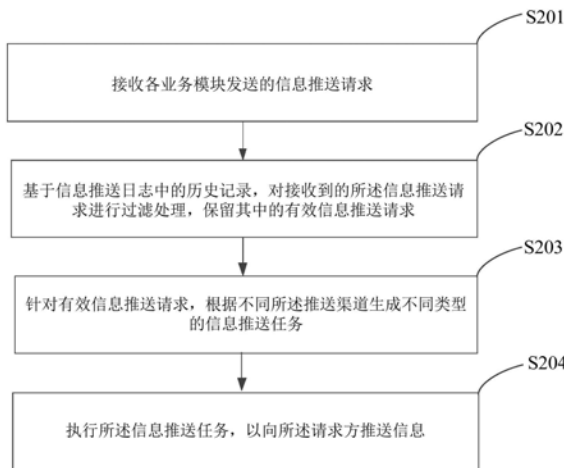 S201
接收各业务模块发送的信息推送请求
S202
基于信息推送日志中的历史记录，对接收到的所述信息推送请
求进行过滤处理，保留其中的有效信息推送请求
S203
针对有效信息推送请求，根据不同所述推送渠道生成不同类型
的信息推送任务
S204
执行所述信息推送任务，以向所述请求方推送信息